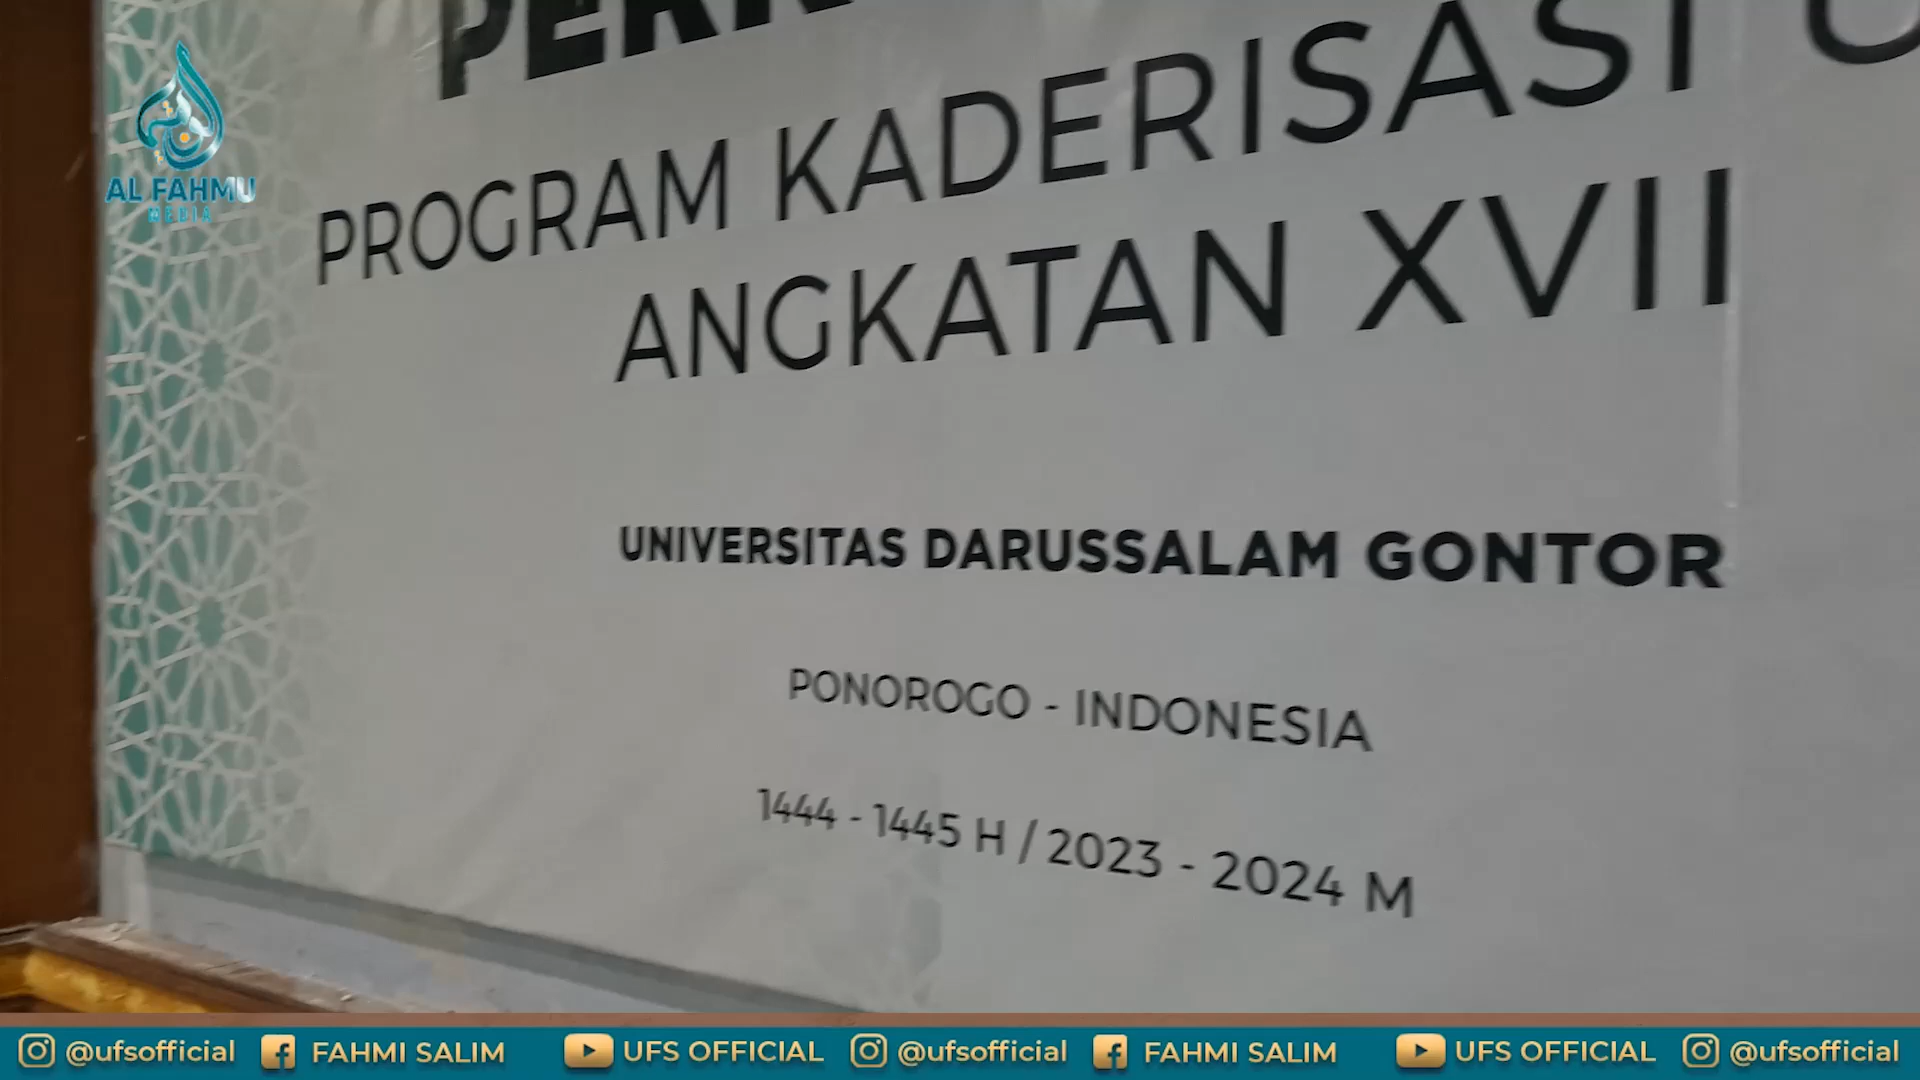 AL FAHMU
MEDIA
PROGRAM KADERISASI
ANGKATAN XVII
UNIVERSITAS DARUSSALAM GONTOR
PONOROGO - INDONESIA
1444 - 1445 H / 2023 - 2024 M
@ufsofficial FAHMI SALIM UFS OFFICIAL @ufsofficial FAHMI SALIM UFS OFFICIAL @ufsofficial